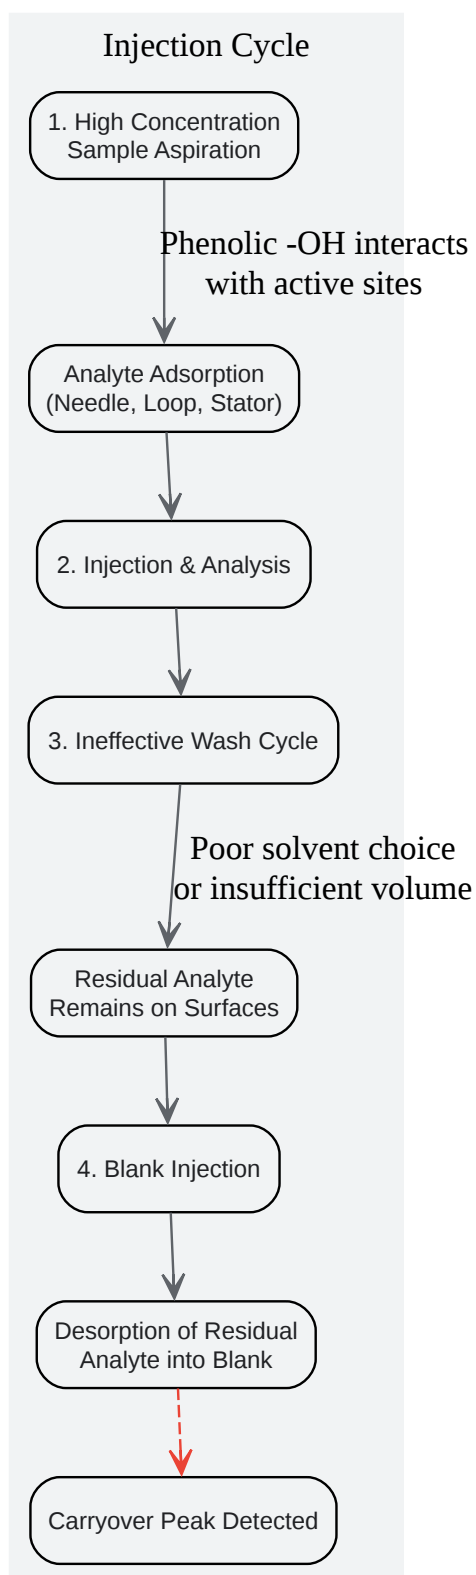 Injection Cycle
1. High Concentration
Sample Aspiration
Phenolic -OH interacts
with active sites
Analyte Adsorption
(Needle, Loop, Stator)
2. Injection & Analysis
3. Ineffective Wash Cycle
Poor solvent choice
or insufficient volume
Residual Analyte
Remains on Surfaces
4. Blank Injection
Desorption of Residual
Analyte into Blank
Carryover Peak Detected